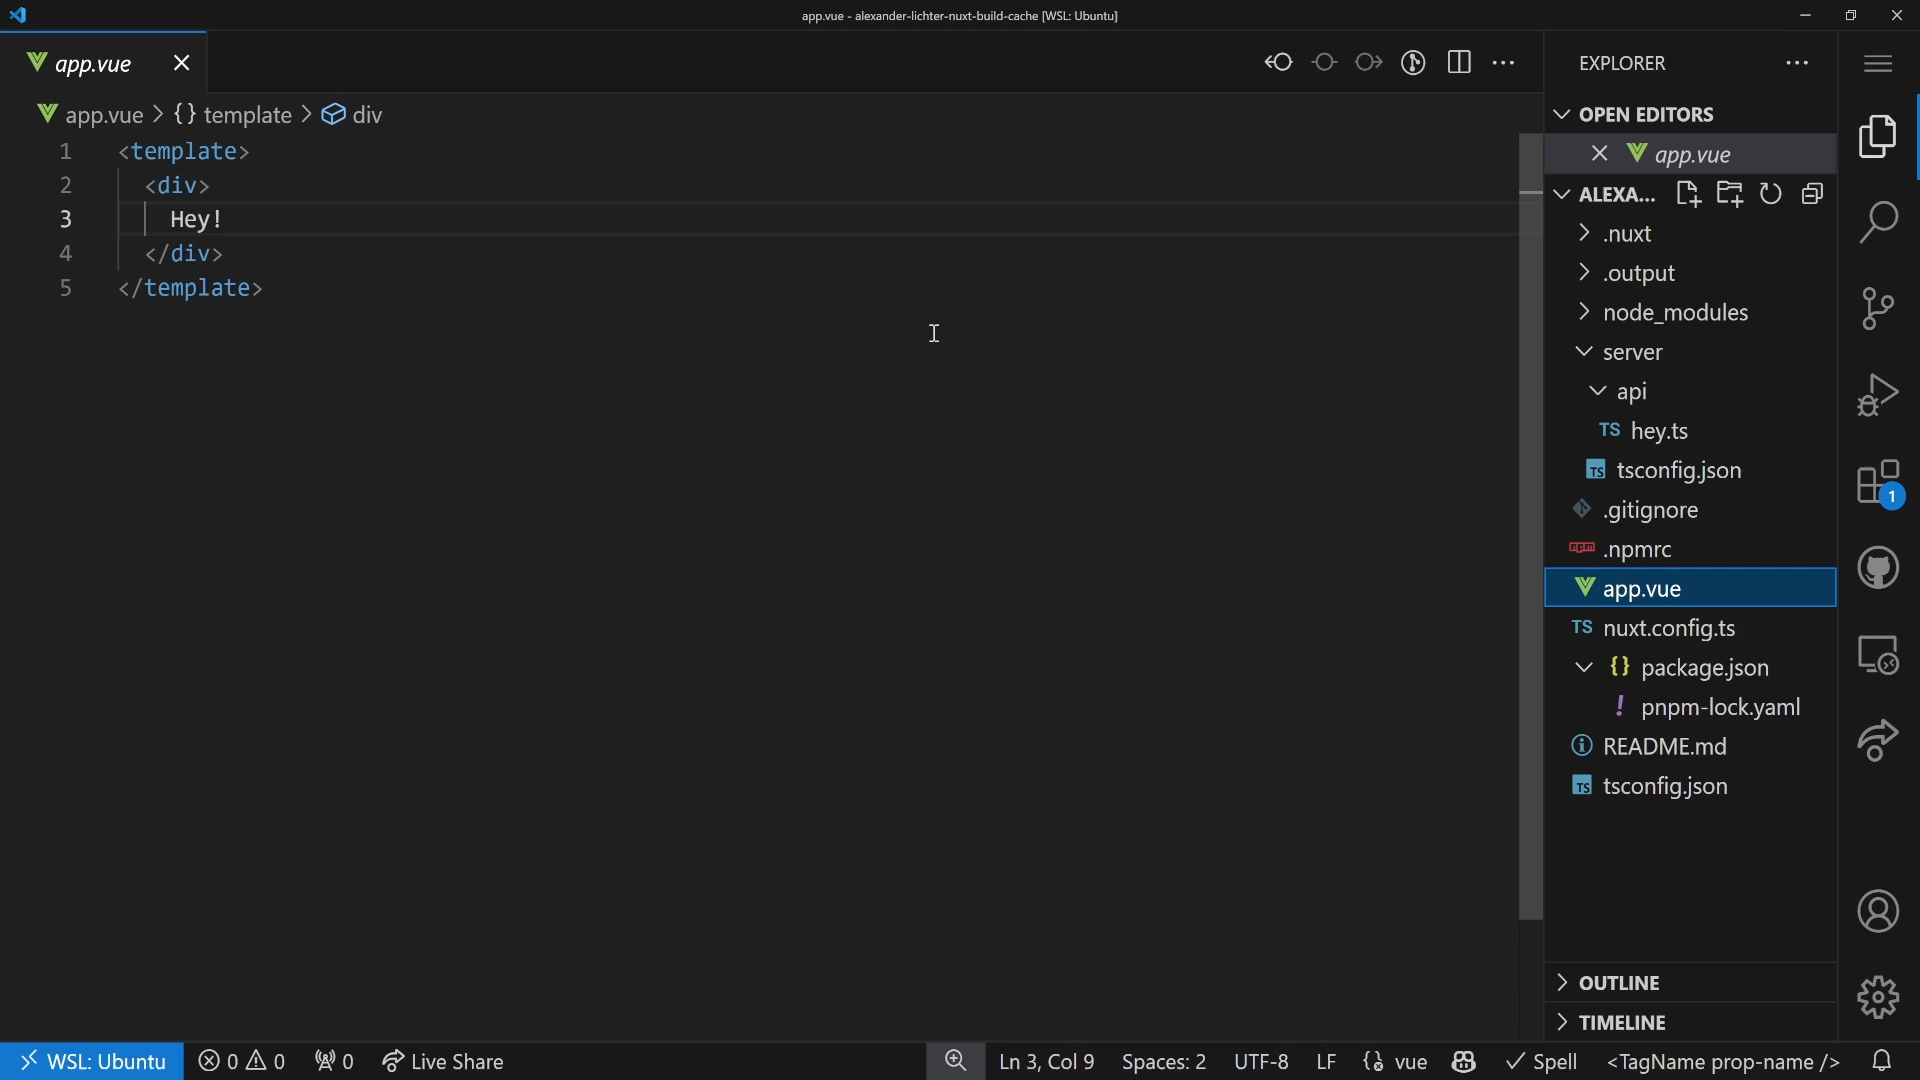 app.vue - alexander-lichter-nuxt-build-cache [WSL: Ubuntu]
app.vue
app.vue > {} template > div
1 <template>
2 <div>
3 Hey!
4 </div>
5 </template>
EXPLORER
OPEN EDITORS
app.vue
ALEXA...
.nuxt
.output
node_modules
server
api
TS hey.ts
TS tsconfig.json
.gitignore
.npmrc
app.vue
TS nuxt.config.ts
{} package.json
! pnpm-lock.yaml
README.md
TS tsconfig.json
OUTLINE
TIMELINE
1
WSL: Ubuntu 0 0 0 Live Share Ln 3, Col 9 Spaces: 2 UTF-8 LF vue Spell <TagName prop-name />